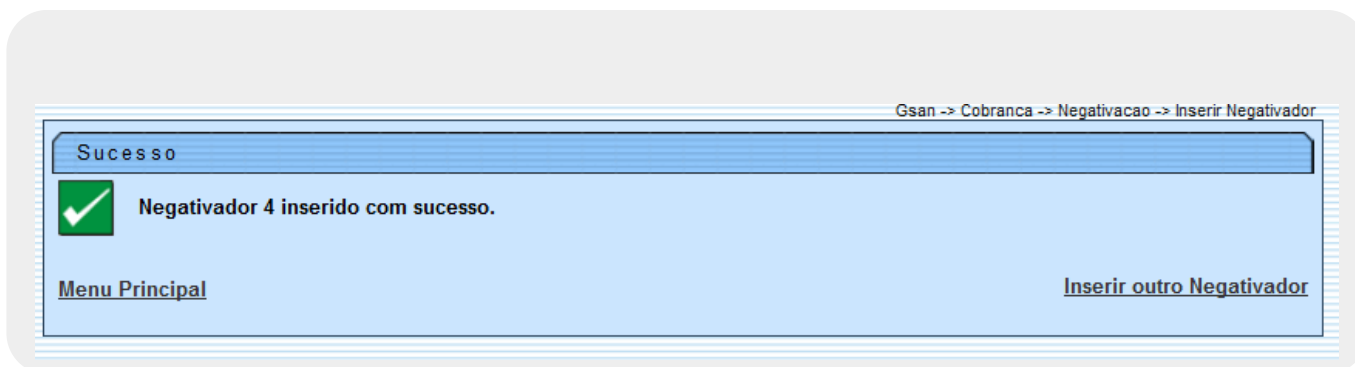 Gsan -> Cobranca -> Negativacao -> Inserir Negativador
Sucesso
Negativador 4 inserido com sucesso.
Menu Principal
Inserir outro Negativador